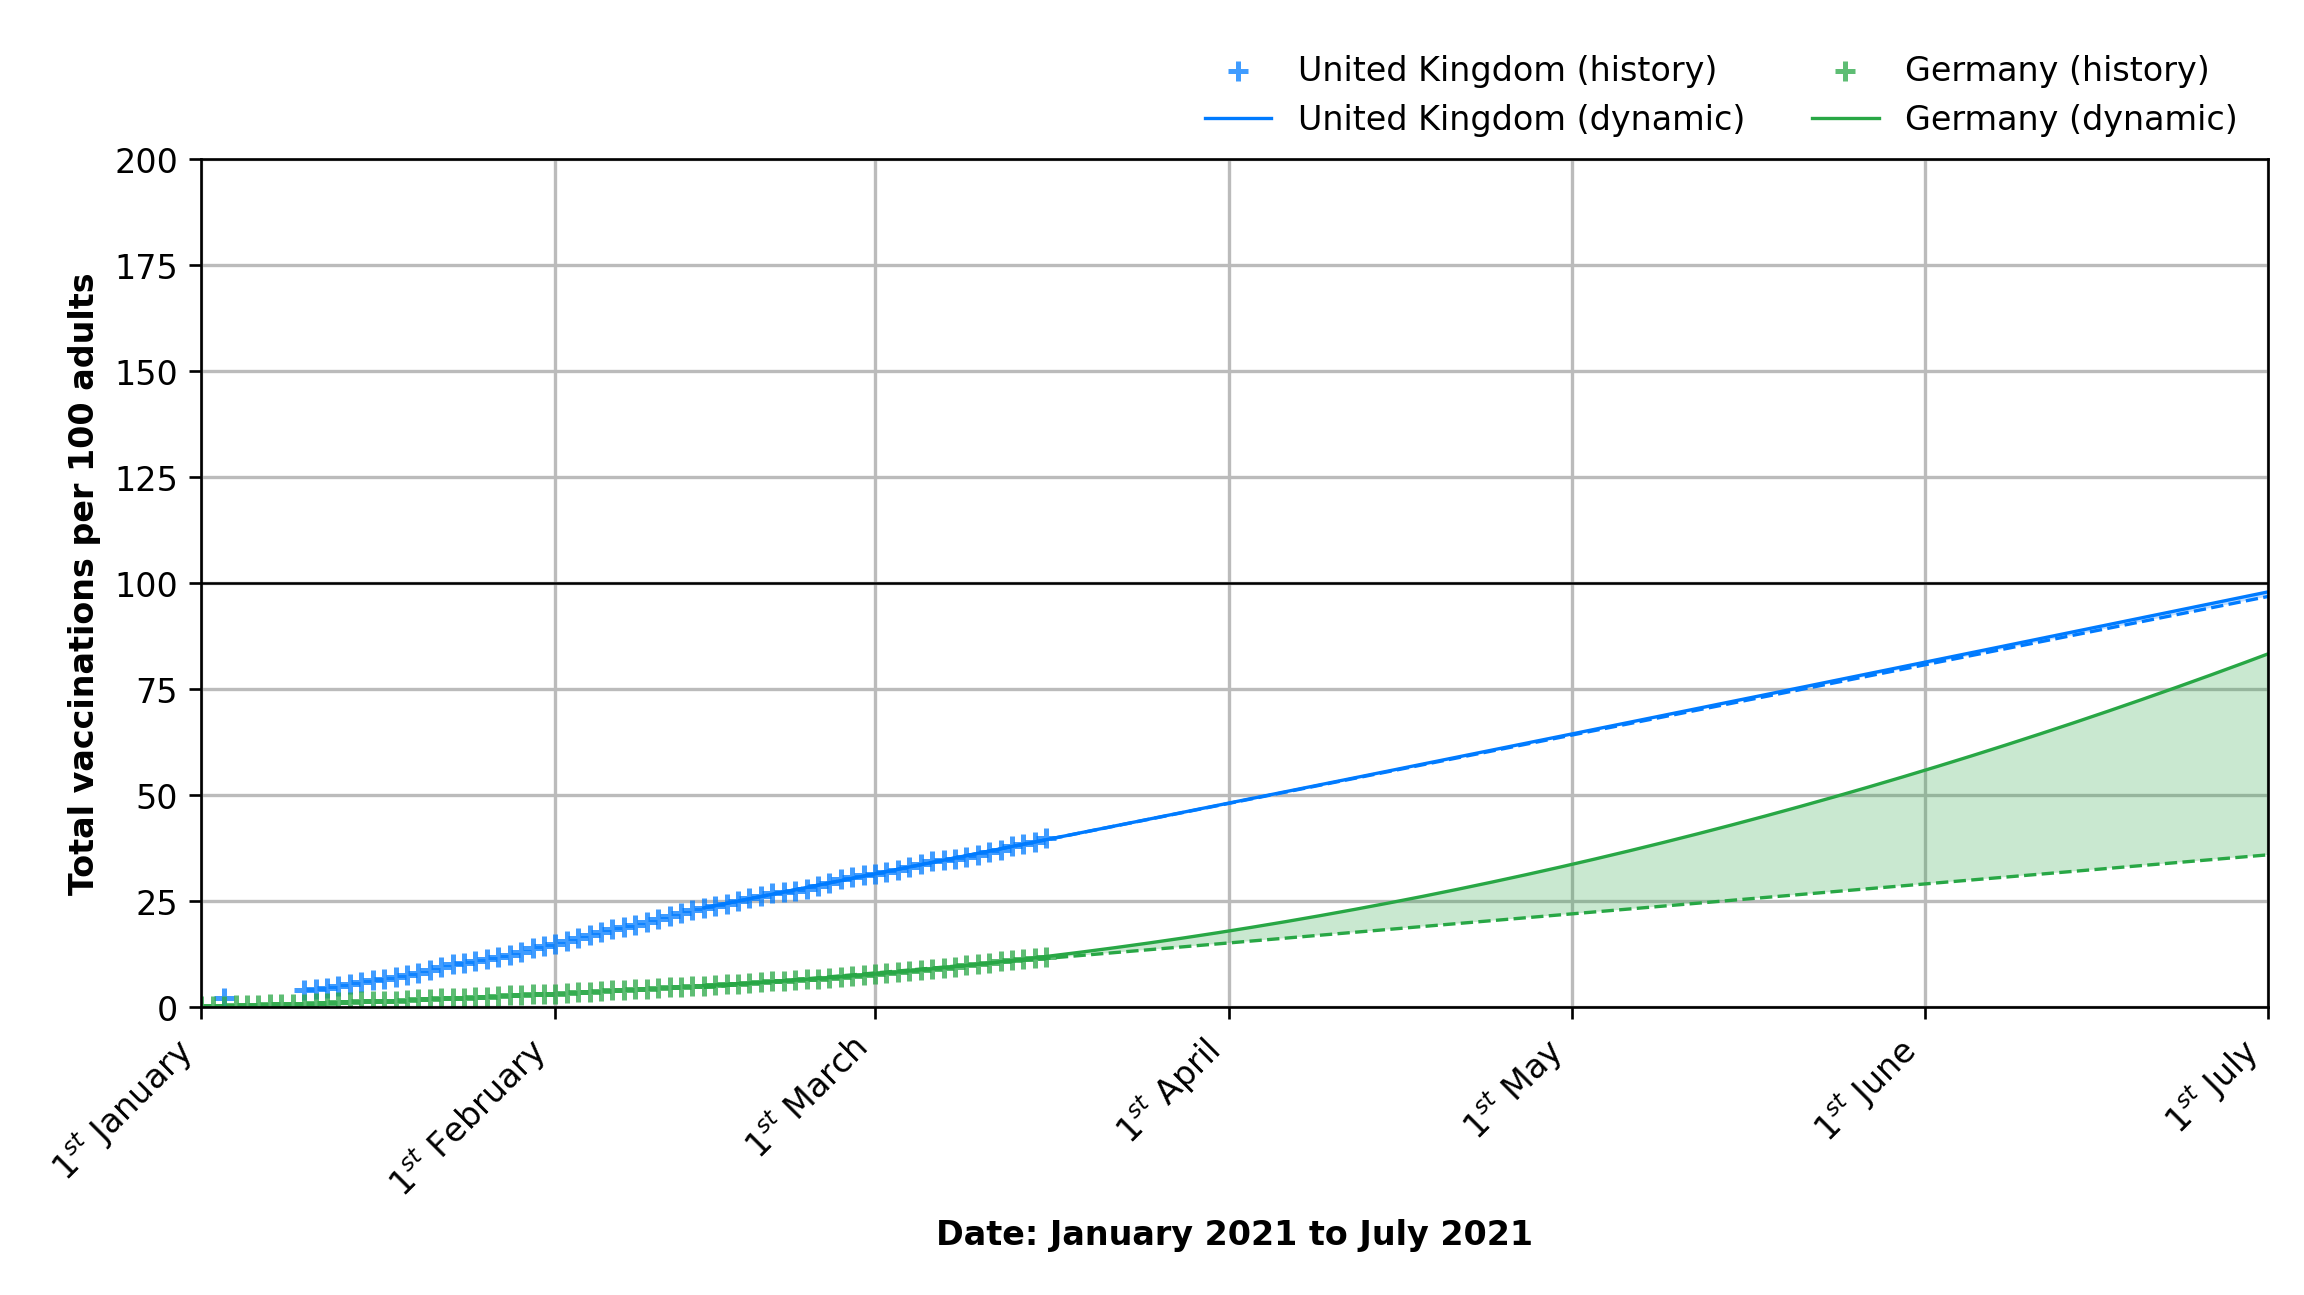 United Kingdom (history)
United Kingdom (dynamic)
Germany (history)
Germany (dynamic)
Total vaccinations per 100 adults
200
175
150
125
100
75
50
25
0
1st January
1st February
1st March
1st April
1st May
1st June
1st July
Date: January 2021 to July 2021